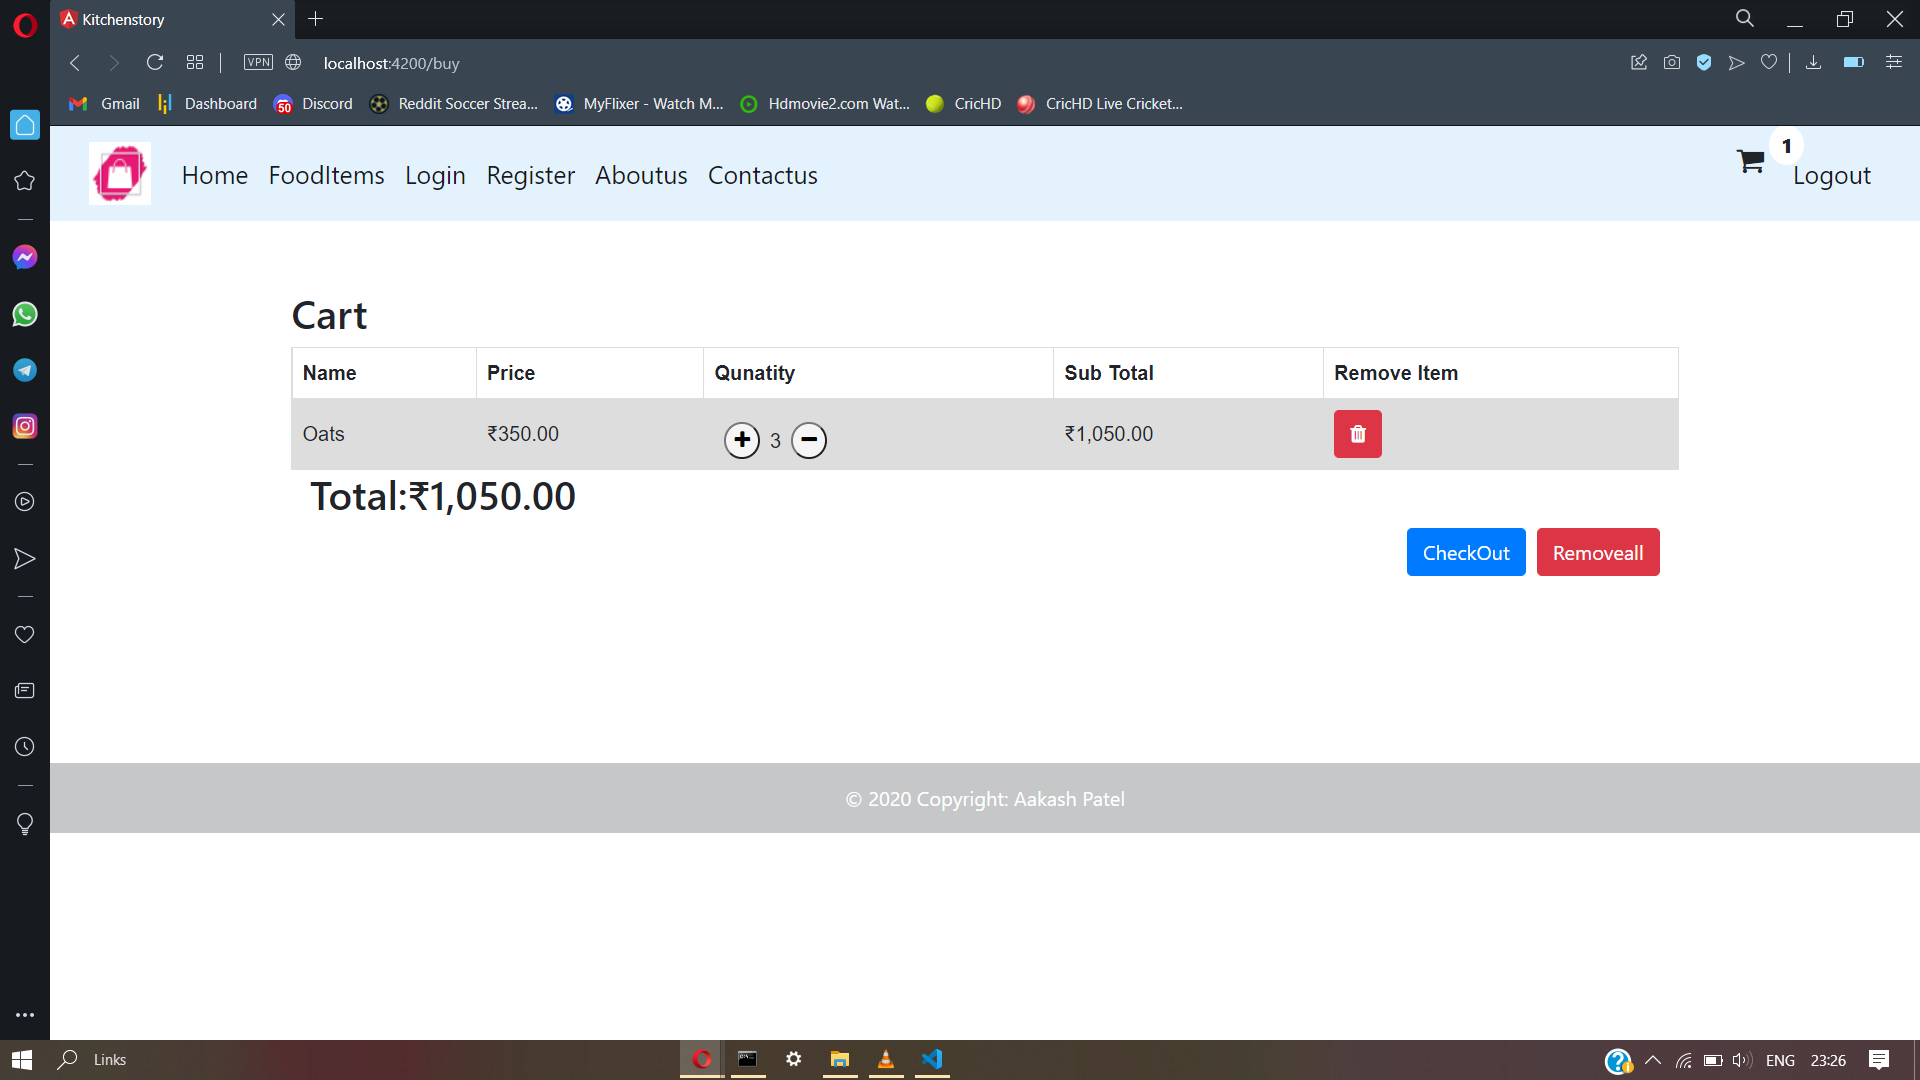 Kitchenstory
VPN
localhost:4200/buy
Gmail Dashboard 50 Discord Reddit Soccer Strea... MyFlixer - Watch M... Hdmovie2.com Wat... CricHD CricHD Live Cricket...
Home FoodItems Login Register Aboutus Contactus 1 Logout
Cart
Name Price Qunatity Sub Total Remove Item
Oats ₹350.00 3 ₹1,050.00
Total:₹1,050.00
CheckOut Removeall
© 2020 Copyright: Aakash Patel
Links ENG 23:26